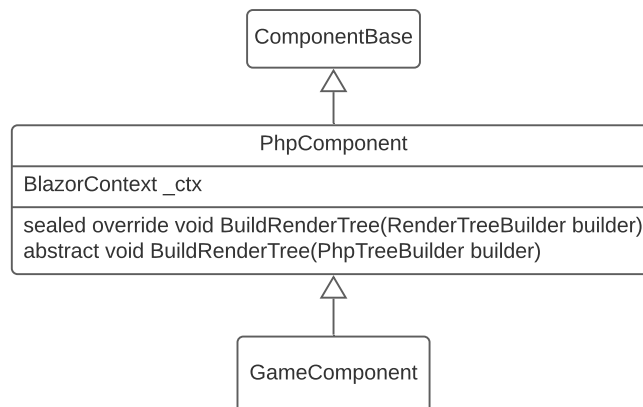 ComponentBase
PhpComponent
BlazorContext _ctx
sealed override void BuildRenderTree(RenderTreeBuilder builder)
abstract void BuildRenderTree(PhpTreeBuilder builder)
GameComponent